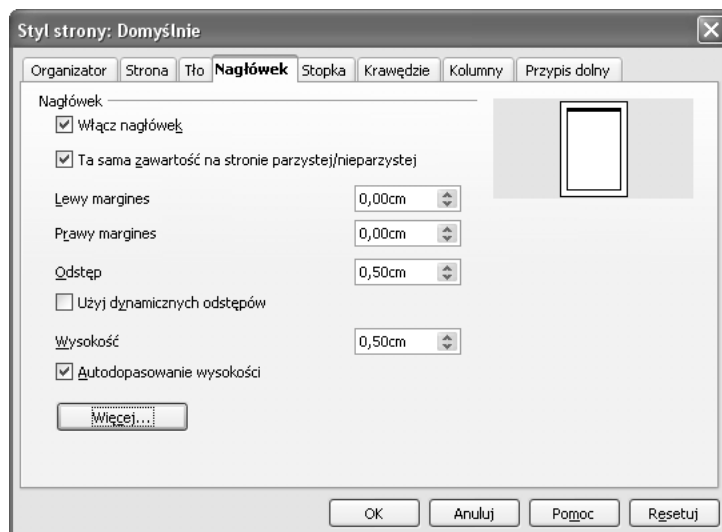 Styl strony: Domyślnie
Organizator Strona Tło Nagłówek Stopka Krawędzie Kolumny Przypis dolny
Nagłówek
Włącz nagłówek
Ta sama zawartość na stronie parzystej/nieparzystej
Lewy margines 0,00cm
Prawy margines 0,00cm
Odstęp 0,50cm
Użyj dynamicznych odstępów
Wysokość 0,50cm
Autodopasowanie wysokości
Więcej...
OK Anuluj Pomoc Resetuj